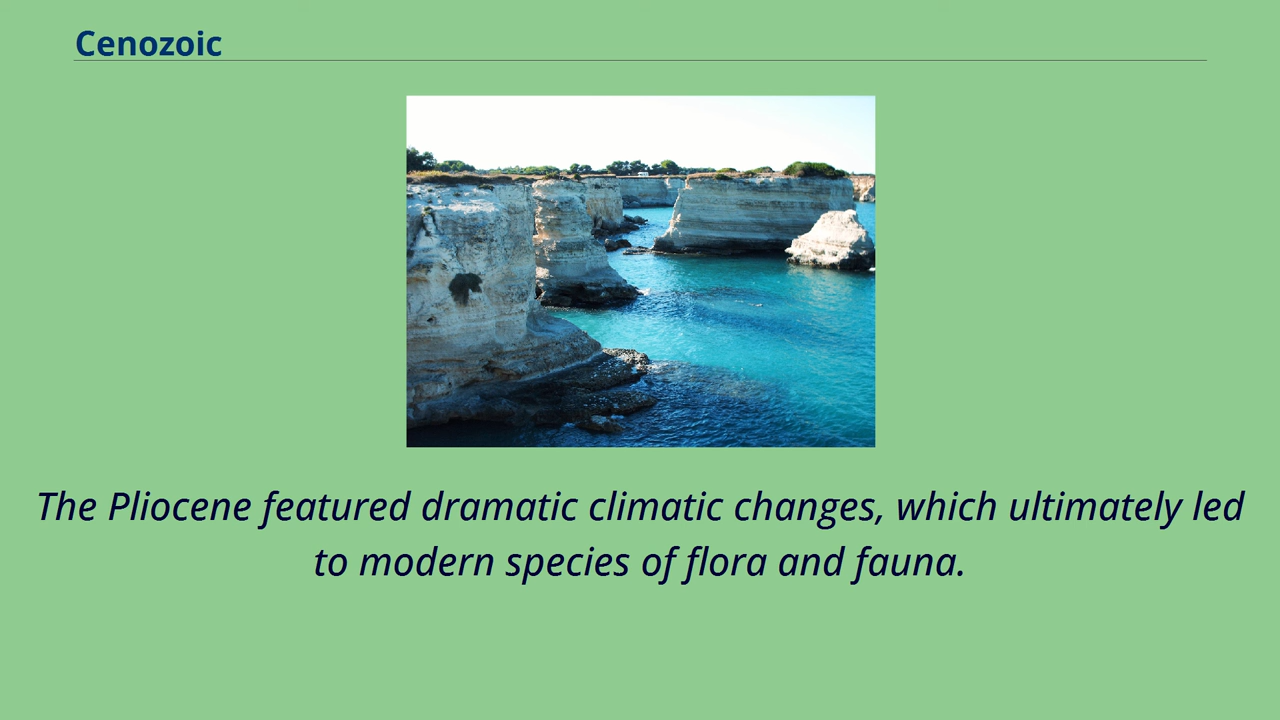 Cenozoic
The Pliocene featured dramatic climatic changes, which ultimately led
to modern species of flora and fauna.